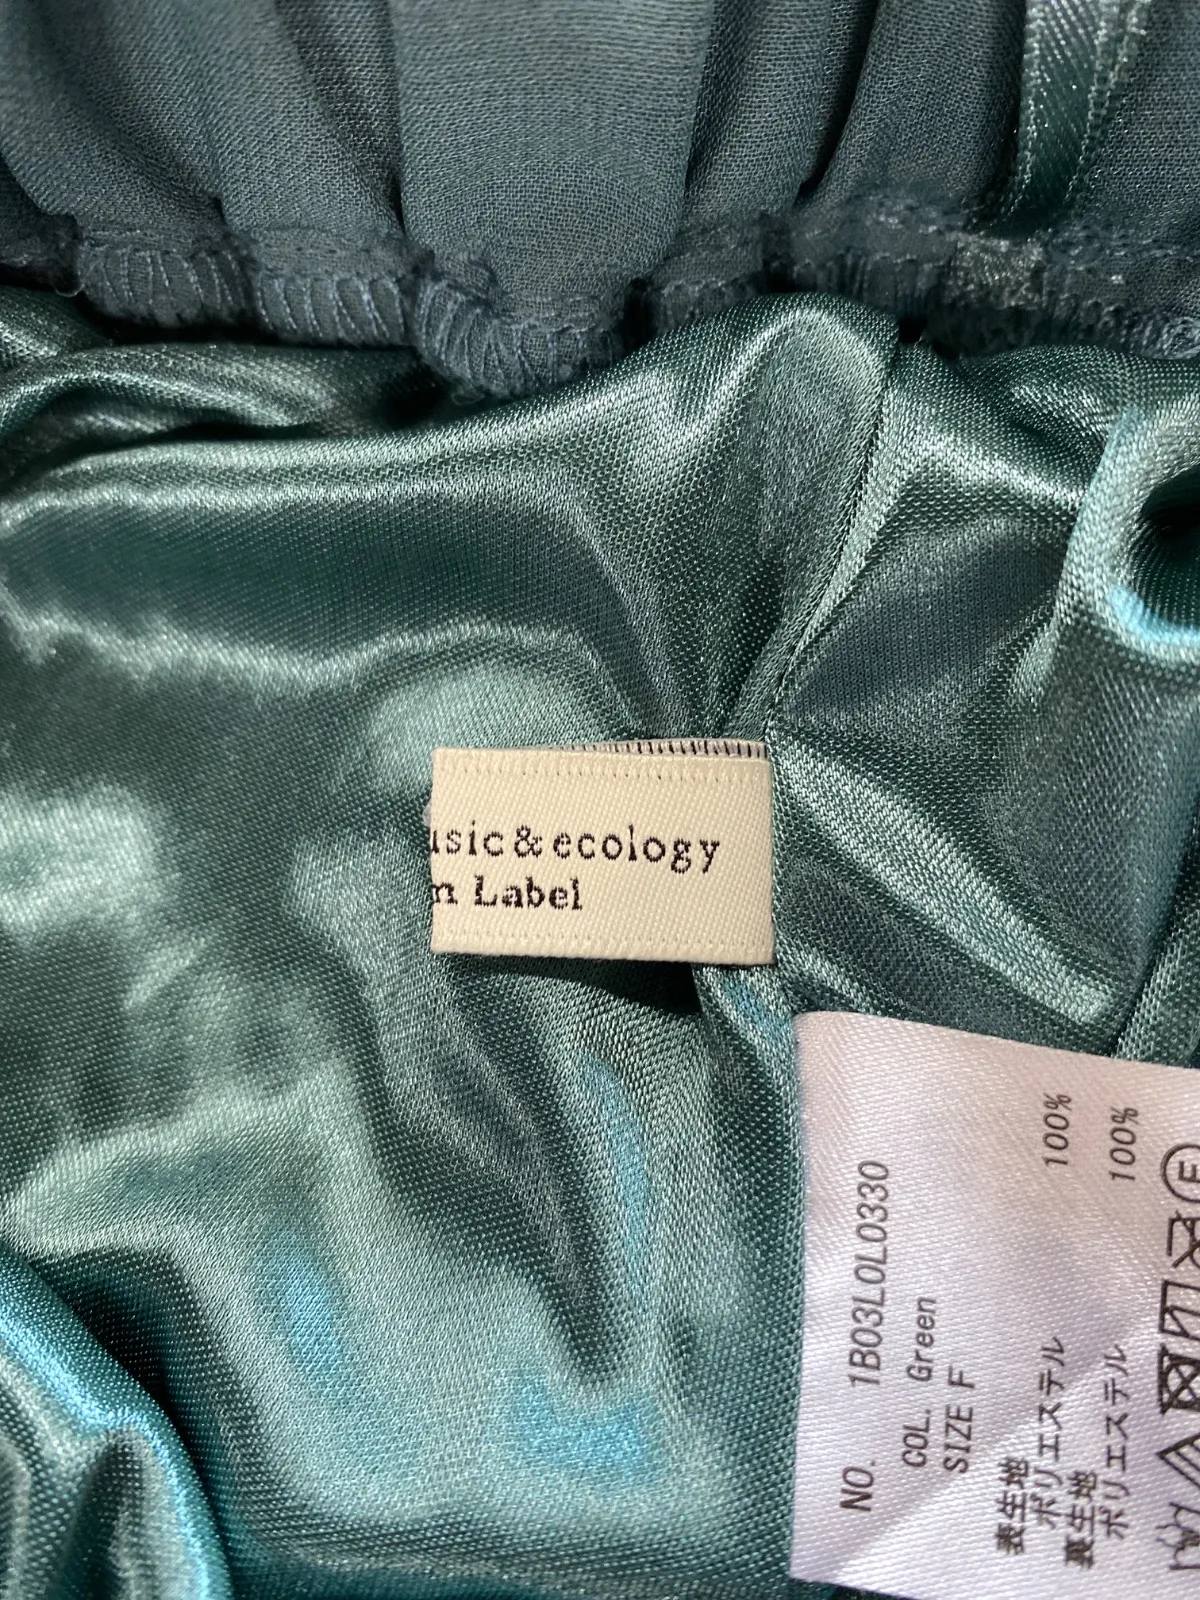 usic&ecology
m Label
NO. 1B03L0L0330
COL. Green
SIZE F
表生地
ポリエステル 100%
裏生地
ポリエステル 100%
F